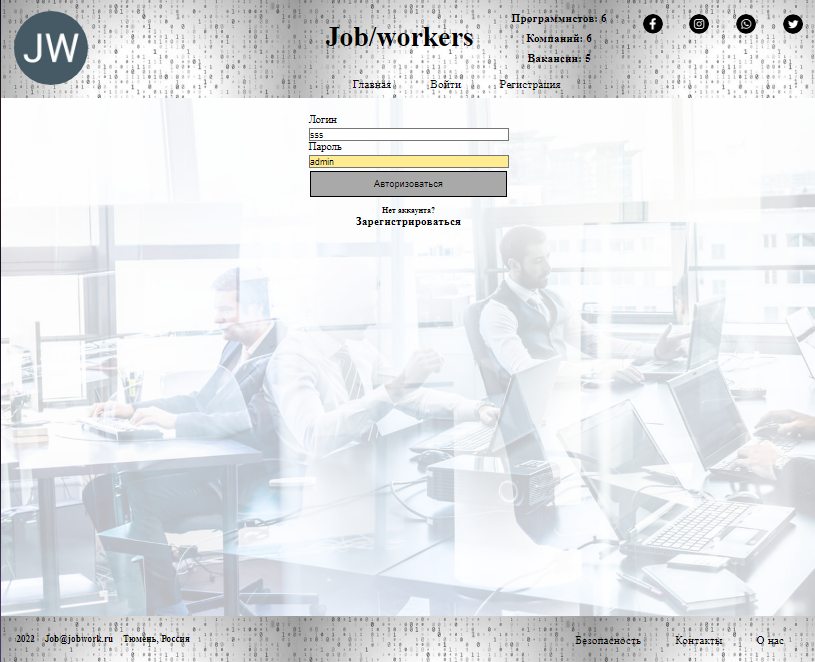 JW
Job/workers
Программистов: 6
Компаний: 6
Вакансии: 5
Главная Войти Регистрация
Логин
sss
Пароль
admin
Авторизоваться
Нет аккаунта?
Зарегистрироваться
2022 Job@jobwork.ru Тюмень, Россия
Безопасность Контакты О нас